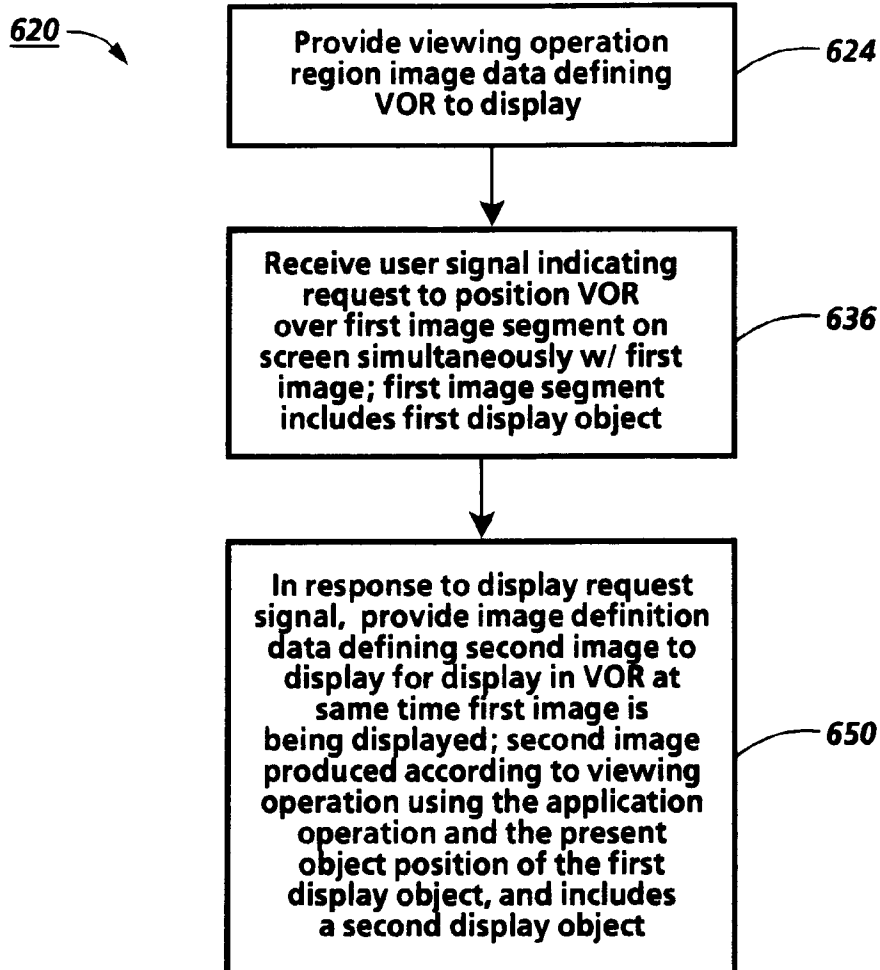 620
Provide viewing operation
region image data defining
VOR to display
624
Receive user signal indicating
request to position VOR
over first image segment on
screen simultaneously w/ first
image; first image segment
includes first display object
636
In response to display request
signal, provide image definition
data defining second image to
display for display in VOR at
same time first image is
being displayed; second image
produced according to viewing
operation using the application
operation and the present
object position of the first
display object, and includes
a second display object
650